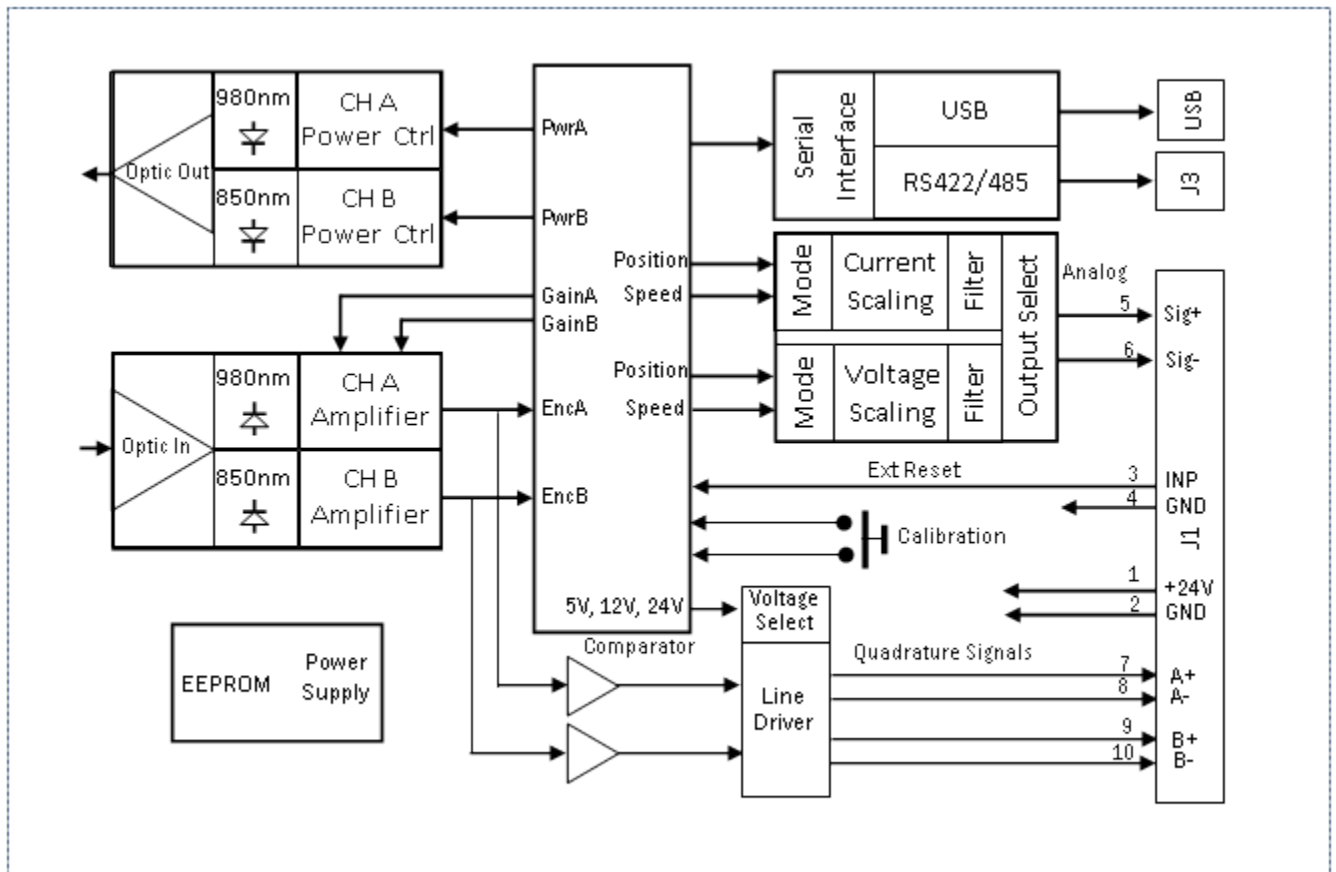 980nm
CH A
Power Ctrl
Optic Out
850nm
CH B
Power Ctrl
PwrA
PwrB
GainA
GainB
EncA
EncB
Position
Speed
Position
Speed
5V, 12V, 24V
Serial
Interface
USB
RS422/485
USB
J3
Mode
Current
Scaling
Filter
Mode
Voltage
Scaling
Filter
Output Select
Analog
5
Sig+
6
Sig-
980nm
CH A
Amplifier
Optic In
850nm
CH B
Amplifier
Ext Reset
3
INP
4
GND
J1
Calibration
1
+24V
2
GND
Voltage
Select
Comparator
Line
Driver
Quadrature Signals
7
A+
8
A-
9
B+
10
B-
EEPROM
Power
Supply